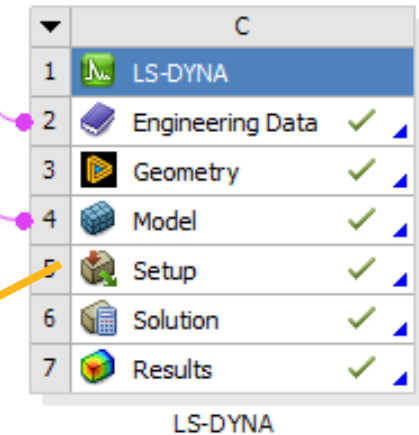 C
1 LS-DYNA
2 Engineering Data
3 Geometry
4 Model
5 Setup
6 Solution
7 Results
LS-DYNA